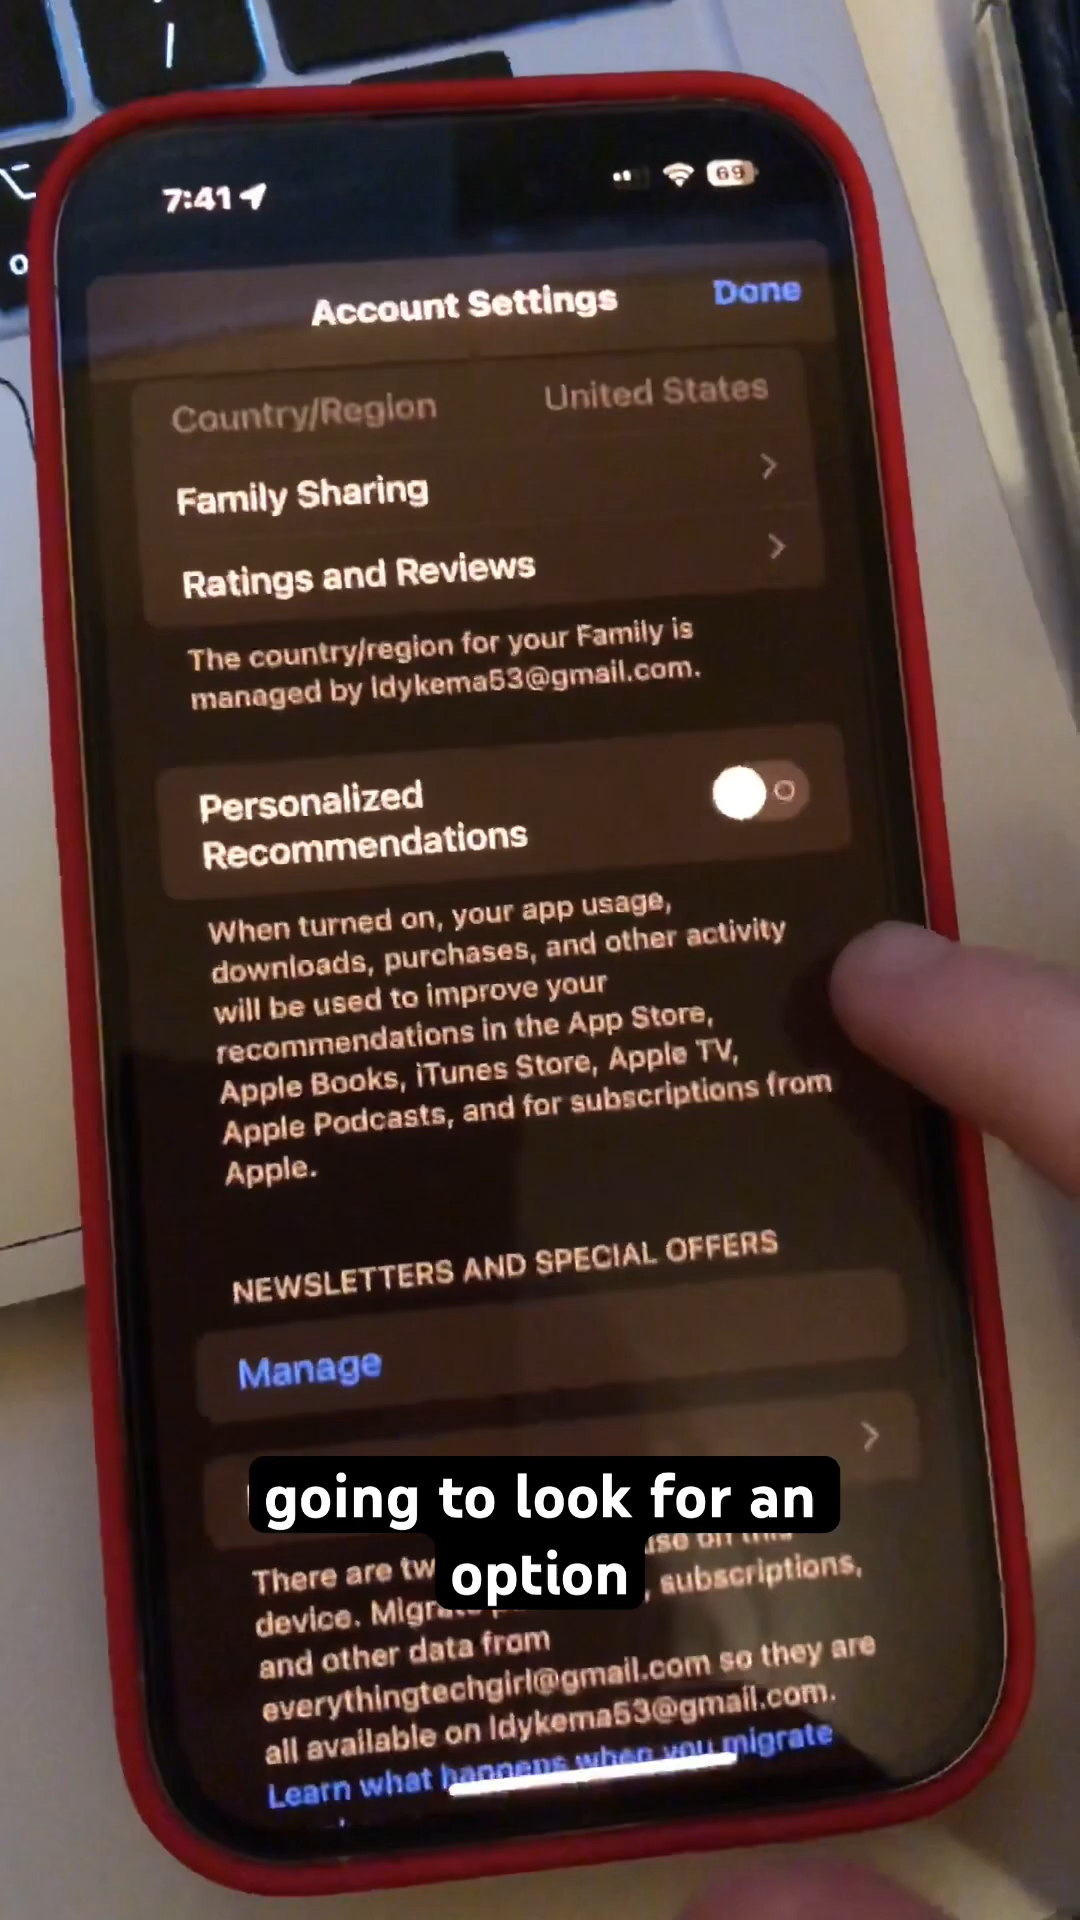 7:41
69
Account Settings
Done
Country/Region
United States
Family Sharing
Ratings and Reviews
The country/region for your Family is
managed by ldykema53@gmail.com.
Personalized
Recommendations
When turned on, your app usage,
downloads, purchases, and other activity
will be used to improve your
recommendations in the App Store,
Apple Books, iTunes Store, Apple TV,
Apple Podcasts, and for subscriptions from
Apple.
NEWSLETTERS AND SPECIAL OFFERS
Manage
going to look for an
option
There are
subscriptions,
device.
and other data from
everythingtechgirl@gmail.com so they are
all available on ldykema53@gmail.com.
Learn what happens when you migrate